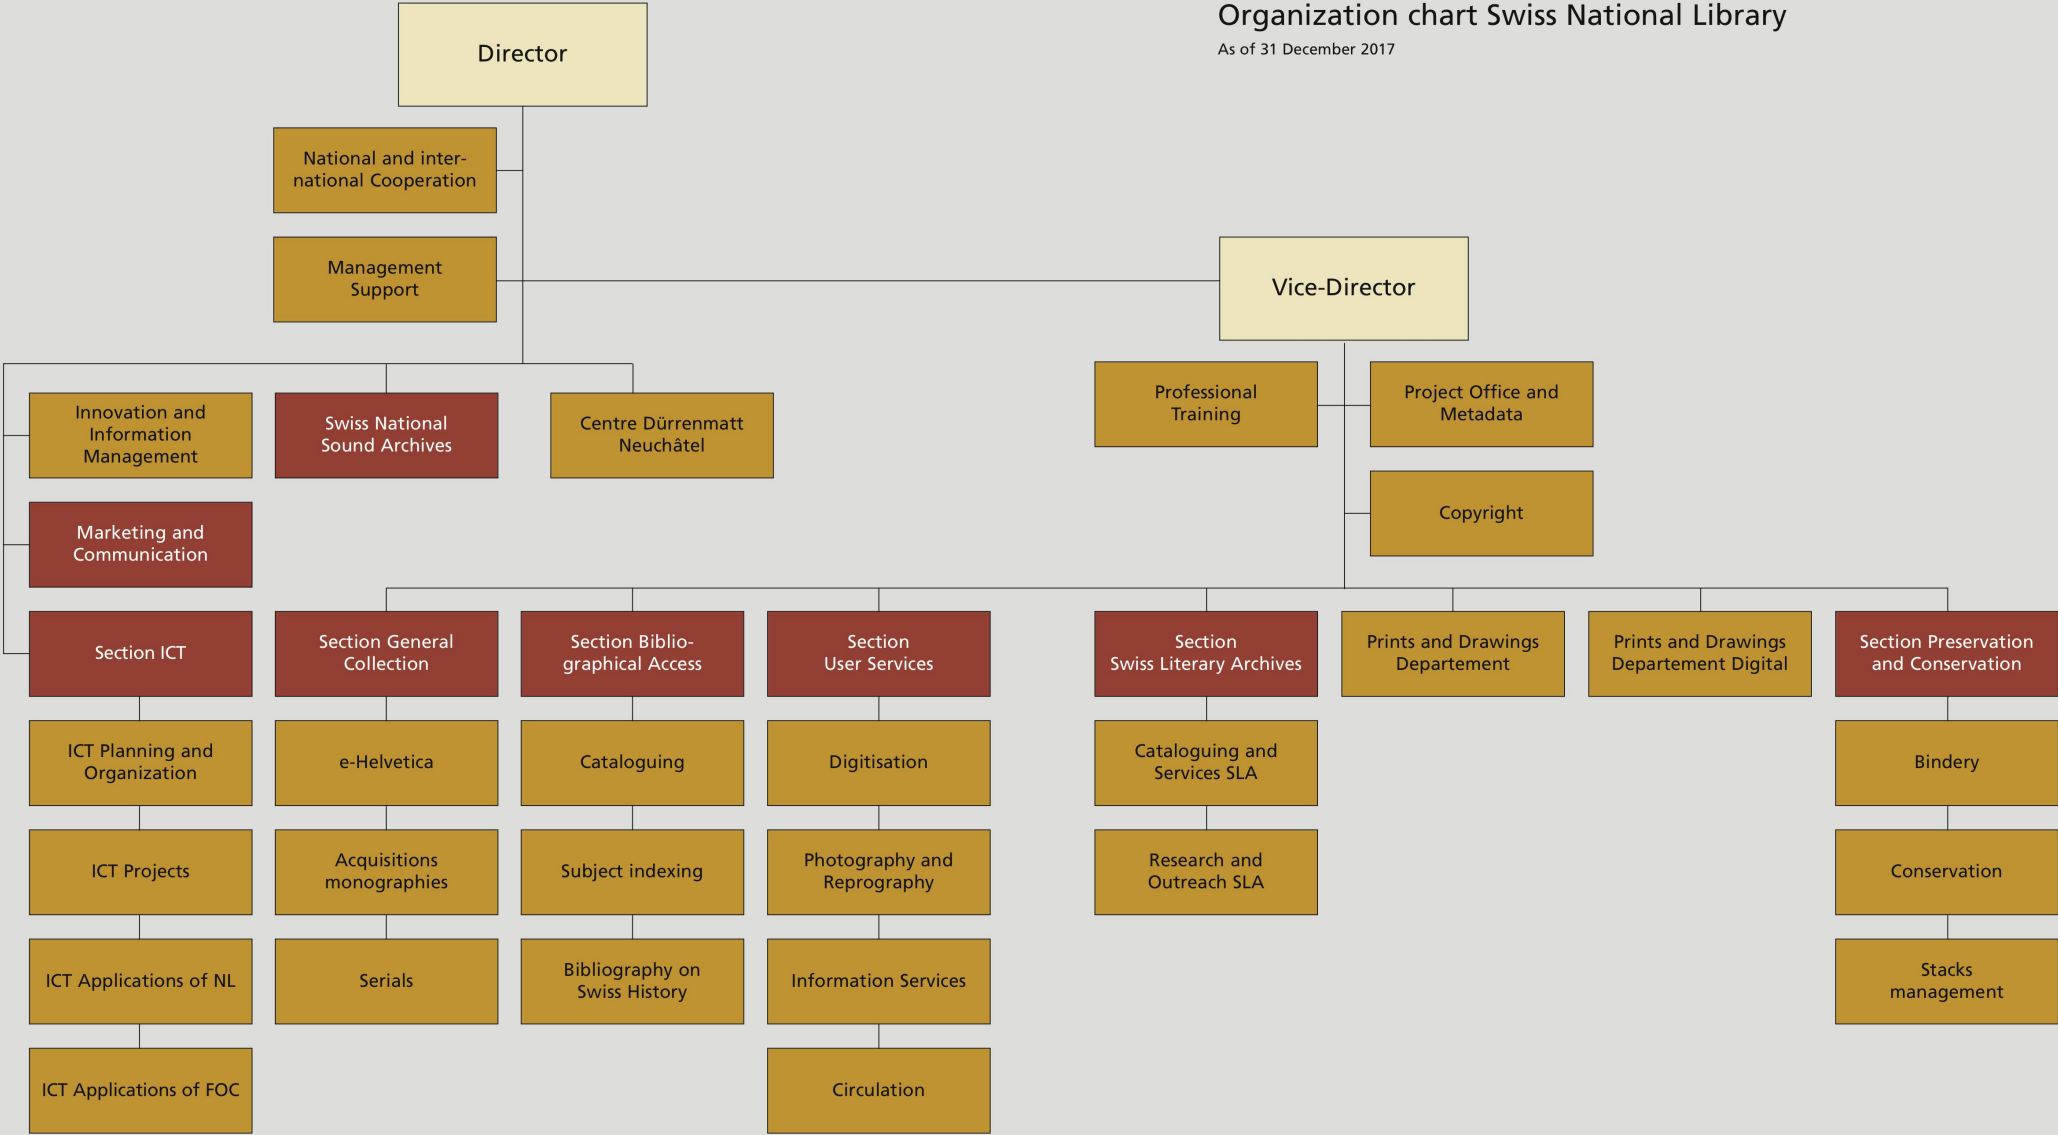 Organization chart Swiss National Library
As of 31 December 2017
Director
National and inter-
national Cooperation
Management
Support
Vice-Director
Innovation and
Information
Management
Swiss National
Sound Archives
Centre Dürrenmatt
Neuchâtel
Professional
Training
Project Office and
Metadata
Copyright
Marketing and
Communication
Section ICT
Section General
Collection
Section Biblio-
graphical Access
Section
User Services
Section
Swiss Literary Archives
Prints and Drawings
Departement
Prints and Drawings
Departement Digital
Section Preservation
and Conservation
ICT Planning and
Organization
e-Helvetica
Cataloguing
Digitisation
Cataloguing and
Services SLA
Bindery
ICT Projects
Acquisitions
monographies
Subject indexing
Photography and
Reprography
Research and
Outreach SLA
Conservation
ICT Applications of NL
Serials
Bibliography on
Swiss History
Information Services
Stacks
management
ICT Applications of FOC
Circulation